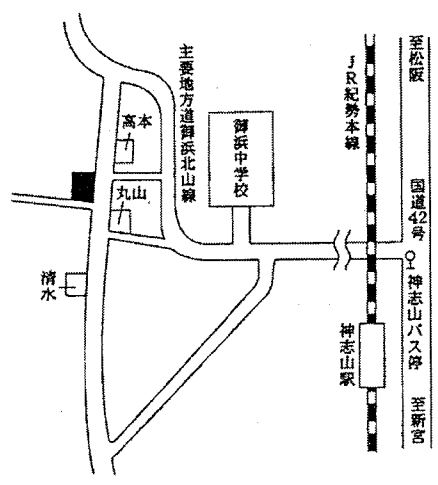 至松阪
JR紀勢本線
主要地方道御浜北山線
高本
御浜中学校
丸山
国道42号
清水
神志山バス停
神志山駅
至新宮